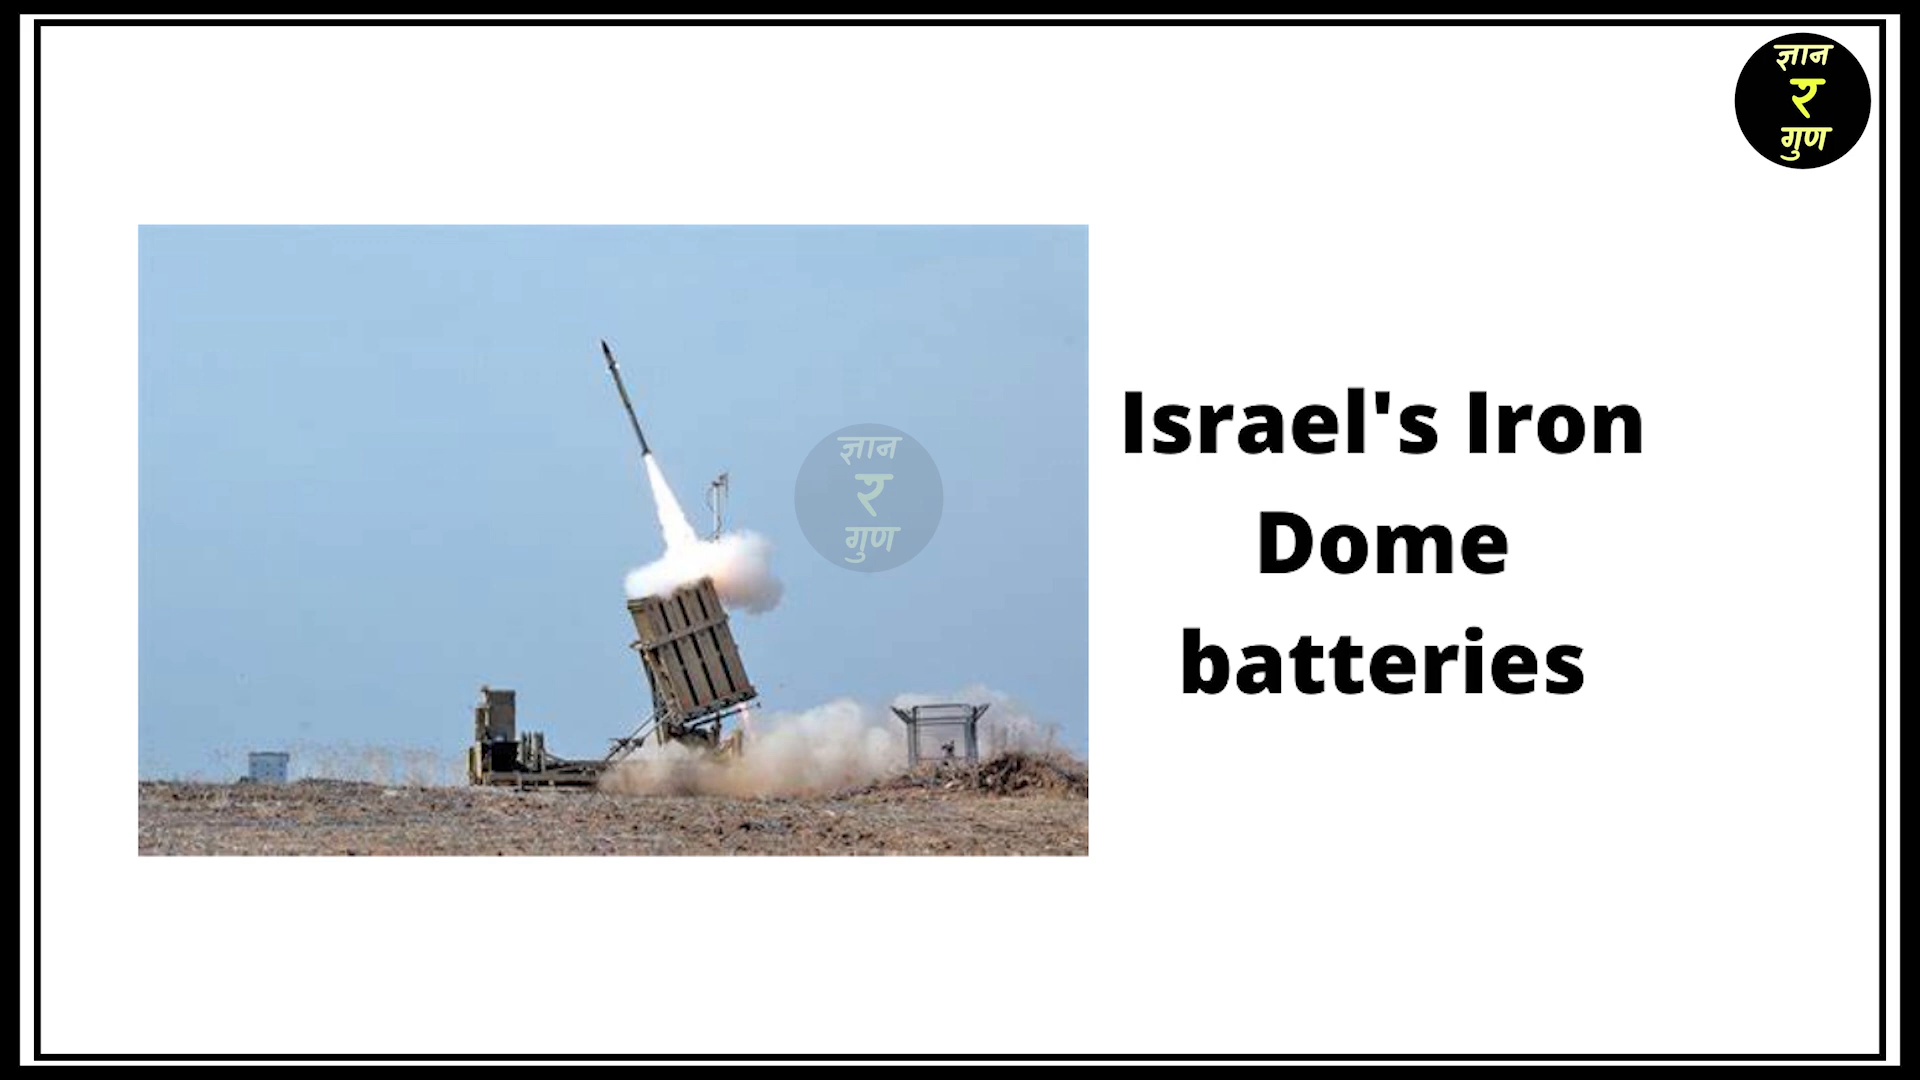 ज्ञान
र
गुण
ज्ञान
र
गुण
Israel's Iron
Dome
batteries